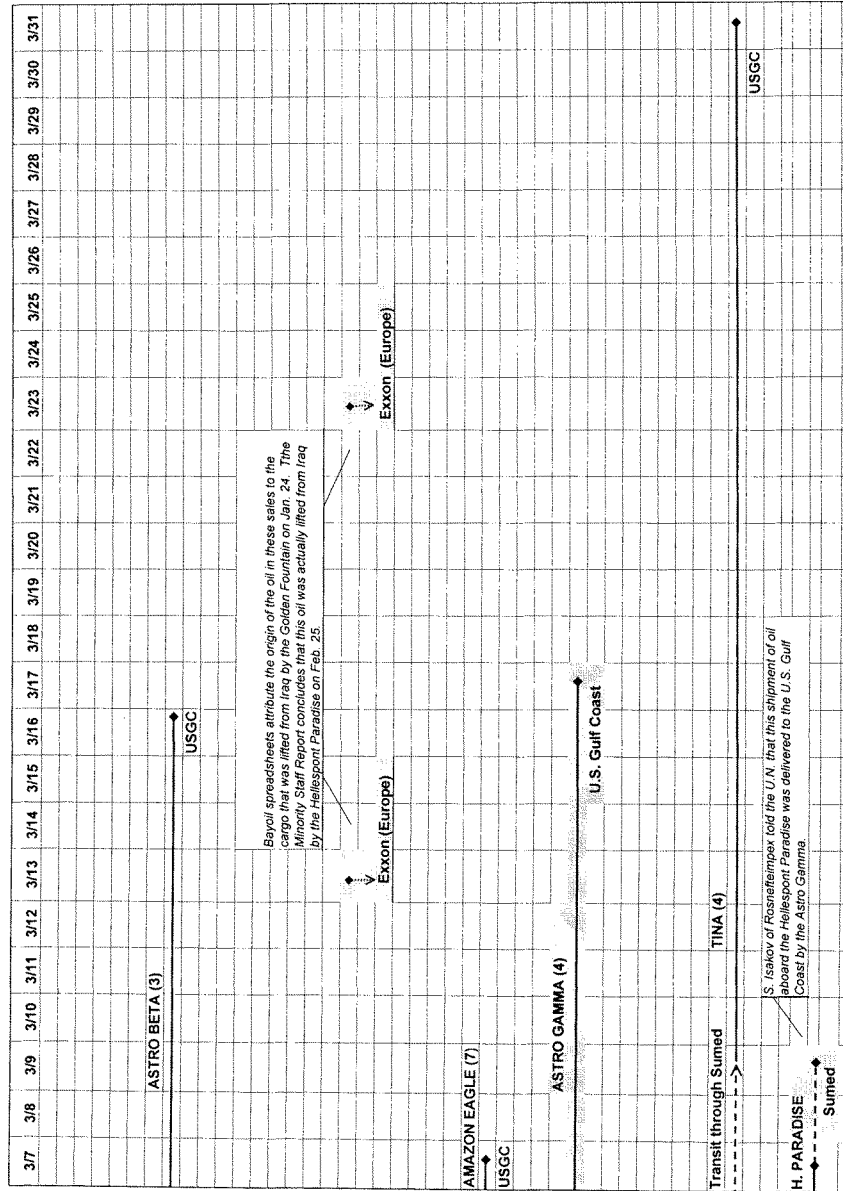 3/7 3/8 3/9 3/10 3/11 3/12 3/13 3/14 3/15 3/16 3/17 3/18 3/19 3/20 3/21 3/22 3/23 3/24 3/25 3/26 3/27 3/28 3/29 3/30 3/31
ASTRO BETA (3)
USGC
Bayoil spreadsheets attribute the origin of the oil in these sales to the
cargo that was lifted from Iraq by the Golden Fountain on Jan. 24. Tthe
Minority Staff Report concludes that this oil was actually lifted from Iraq
by the Hellespont Paradise on Feb. 25.
Exxon (Europe)
Exxon (Europe)
AMAZON EAGLE (7)
USGC
ASTRO GAMMA (4)
U.S. Gulf Coast
Transit through Sumed
TINA (4)
USGC
S. Isakov of Rosnefteimpex told the U.N. that this shipment of oil
aboard the Hellespont Paradise was delivered to the U.S. Gulf
Coast by the Astro Gamma.
H. PARADISE
Sumed